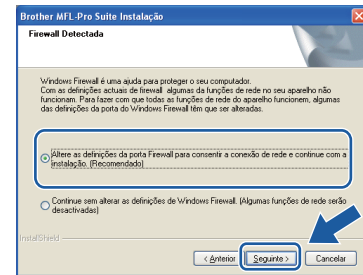 Brother MFL-Pro Suite Instalação
Firewall Detectada
Windows Firewall é uma ajuda para proteger o seu computador.
Com as definições actuais de firewall algumas da funções de rede no seu aparelho não
funcionam. Para fazer com que todas as funções de rede do aparelho funcionem, algumas
das definições da porta do Windows Firewall têm que ser alteradas.
Altere as definições da porta Firewall para consentir a conexão de rede e continue com a
instalação. (Recomendado)
Continue sem alterar as definições de Windows Firewall. (Algumas funções de rede serão
desactivadas)
InstallShield
< Anterior Seguinte > Cancelar